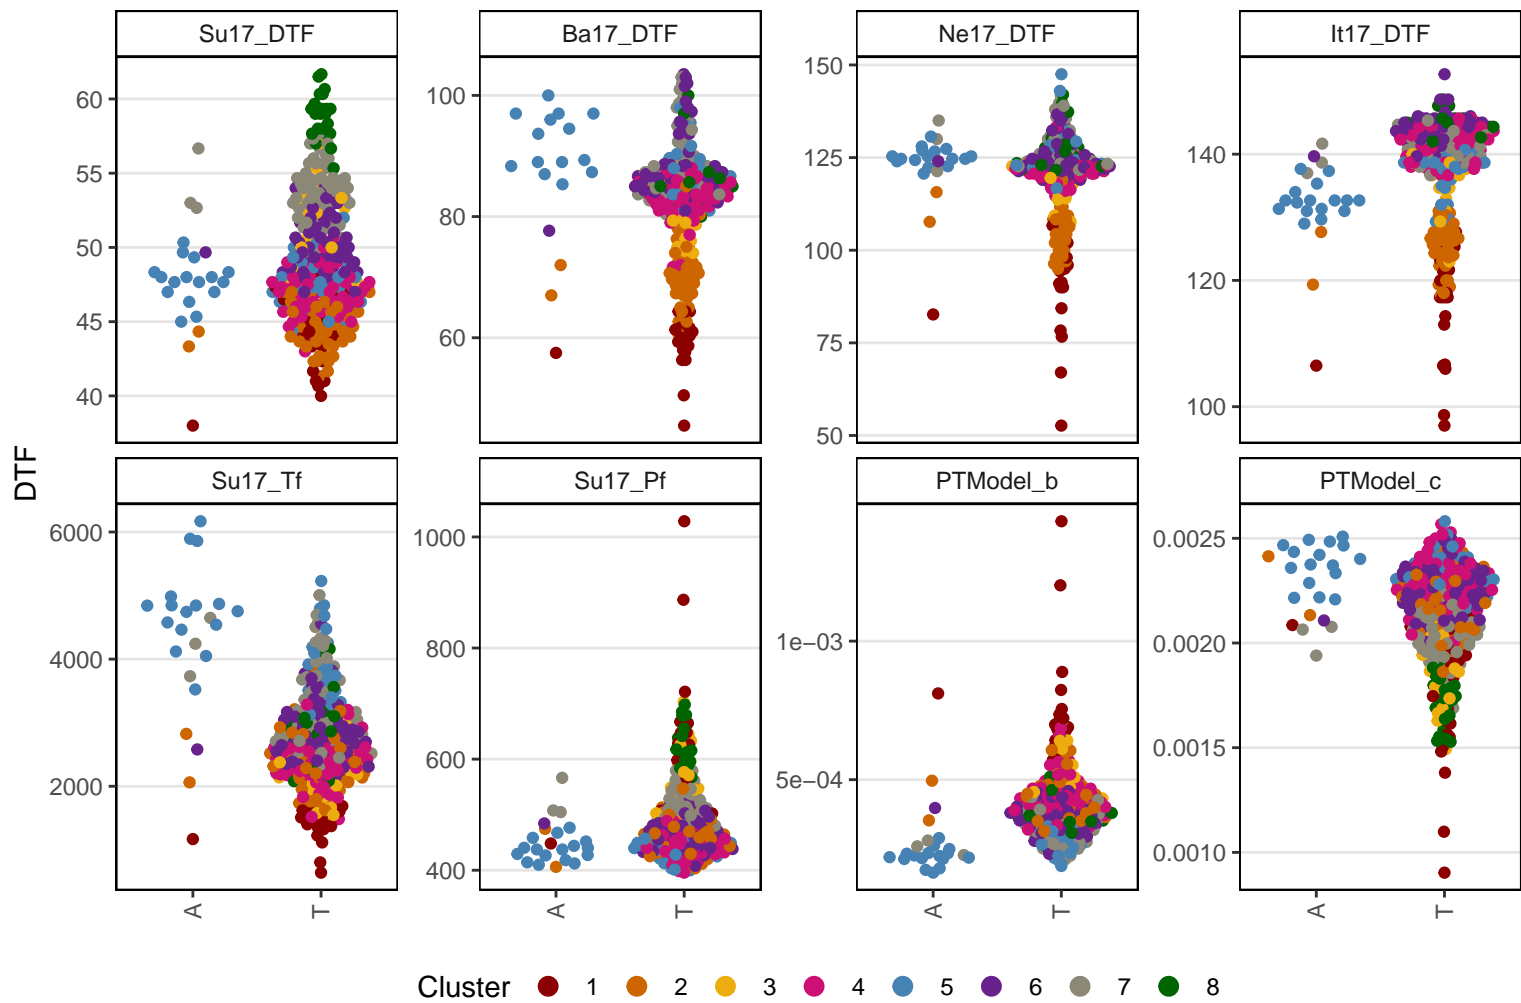 Su17_DTF Ba17_DTF Ne17_DTF It17_DTF
60 55 50 45 40
100 80 60
150 125 100 75 50
140 120 100
DTF
Su17_Tf Su17_Pf PTModel_b PTModel_c
6000 4000 2000
1000 800 600 400
1e−03 5e−04
0.0025 0.0020 0.0015 0.0010
A T A T A T A T
Cluster 1 2 3 4 5 6 7 8